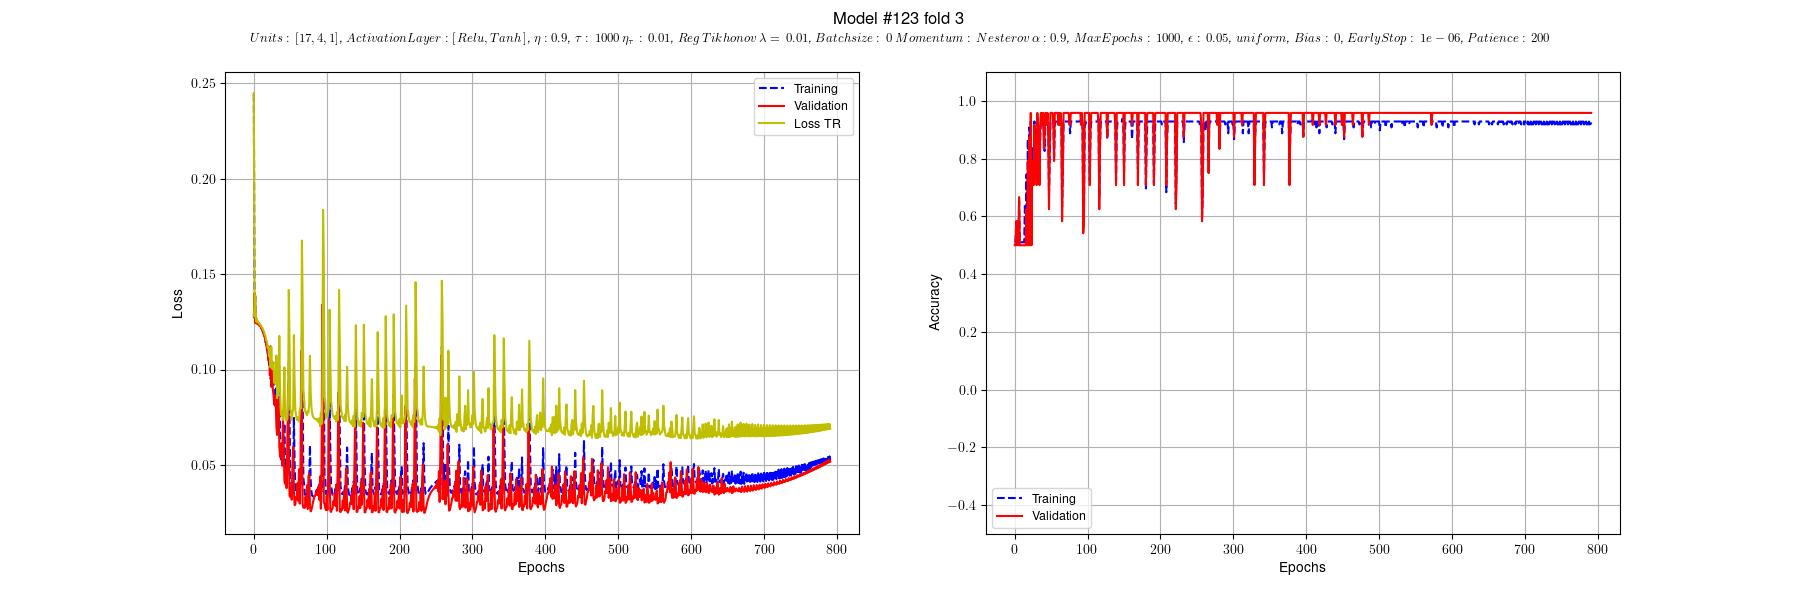 Model #123 fold 3
Units : [17, 4, 1], ActivationLayer : [Relu, Tanh], η : 0.9, τ : 1000 ητ : 0.01, Reg Tikhonov λ = 0.01, Batchsize : 0 Momentum : Nesterov α : 0.9, MaxEpochs : 1000, ϵ : 0.05, uniform, Bias : 0, EarlyStop : 1e − 06, Patience : 200
0.25
0.20
0.15
0.10
0.05
Loss
0 100 200 300 400 500 600 700 800
Epochs
Training
Validation
Loss TR
1.0
0.8
0.6
0.4
0.2
0.0
−0.2
−0.4
Accuracy
0 100 200 300 400 500 600 700 800
Epochs
Training
Validation